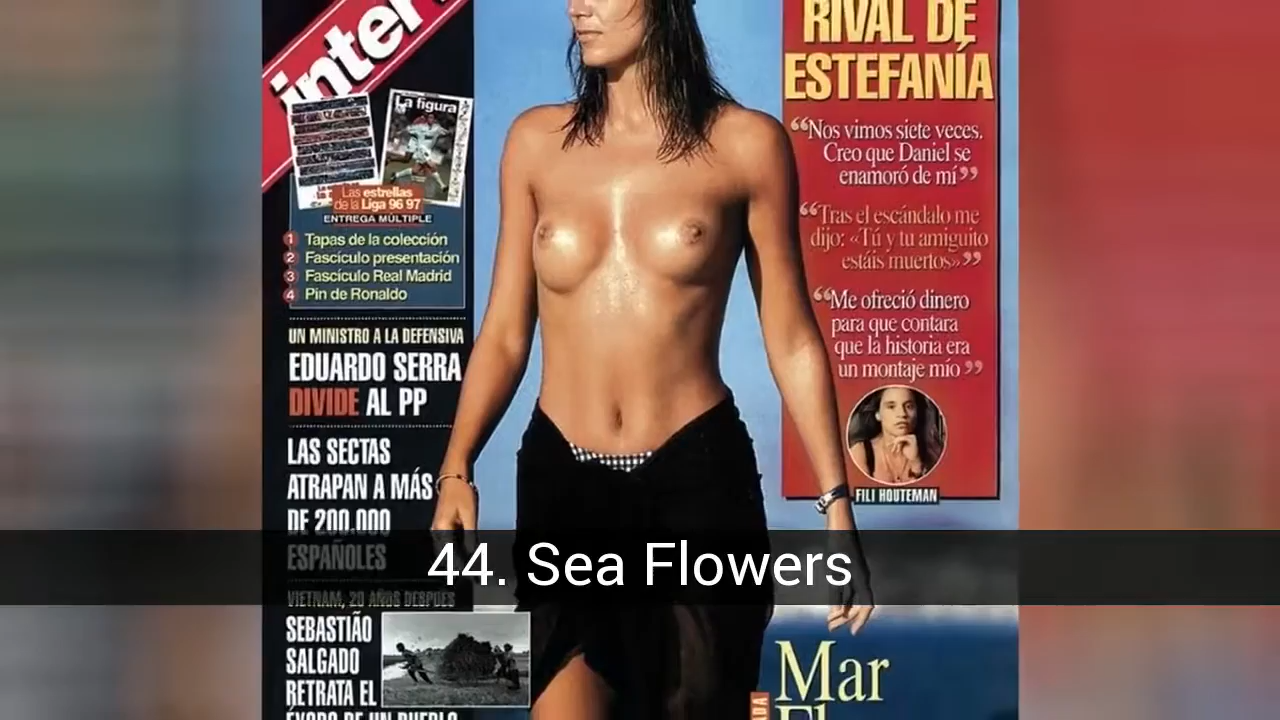 inter
La figura
Las estrellas
de la Liga 96 97
ENTREGA MÚLTIPLE
1 Tapas de la colección
2 Fascículo presentación
3 Fascículo Real Madrid
4 Pin de Ronaldo
UN MINISTRO A LA DEFENSIVA
EDUARDO SERRA
DIVIDE AL PP
LAS SECTAS
ATRAPAN A MÁS
DE 200.000
ESPAÑOLES
VIETNAM, 20 AÑOS DESPUES
SEBASTIÃO
SALGADO
RETRATA EL
ÉXODO DE UN PUEBLO
RIVAL DE
ESTEFANÍA
“Nos vimos siete veces.
Creo que Daniel se
enamoró de mí”
“Tras el escándalo me
dijo: «Tú y tu amiguito
estáis muertos»”
“Me ofreció dinero
para que contara
que la historia era
un montaje mío”
FILI HOUTEMAN
44. Sea Flowers
Mar